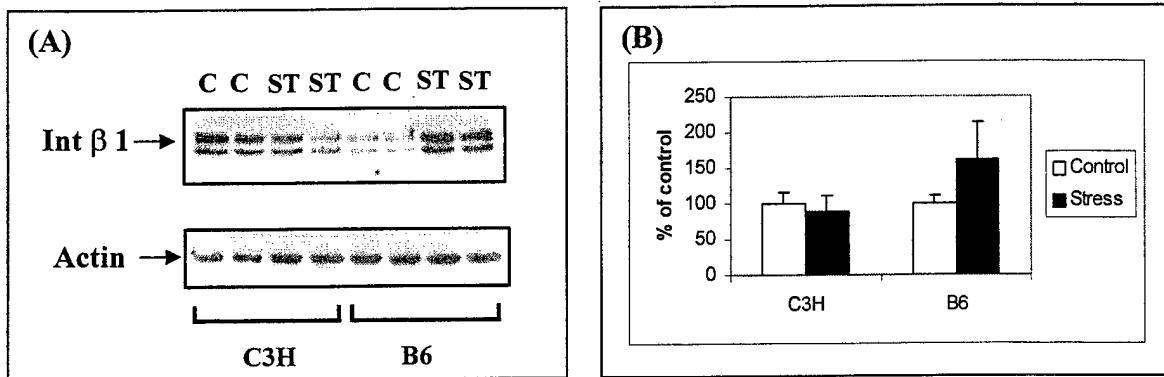 (A)
C C ST ST C C ST ST
Int β 1
Actin
C3H B6
(B)
% of control
250
200
150
100
50
0
C3H B6
Control
Stress